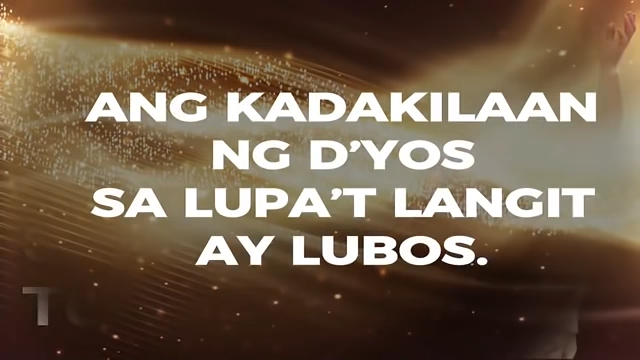 ANG KADAKILAAN
NG D’YOS
SA LUPA’T LANGIT
AY LUBOS.